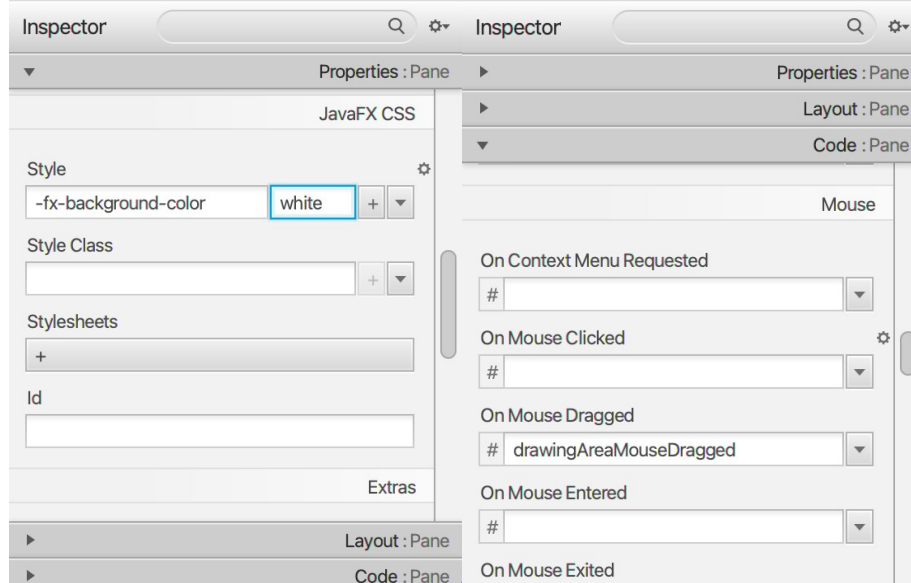 Inspector
Properties : Pane
JavaFX CSS
Style
-fx-background-color white +
Style Class
+
Stylesheets
+
Id
Extras
Layout : Pane
Code : Pane
Inspector
Properties : Pane
Layout : Pane
Code : Pane
Mouse
On Context Menu Requested
#
On Mouse Clicked
#
On Mouse Dragged
# drawingAreaMouseDragged
On Mouse Entered
#
On Mouse Exited